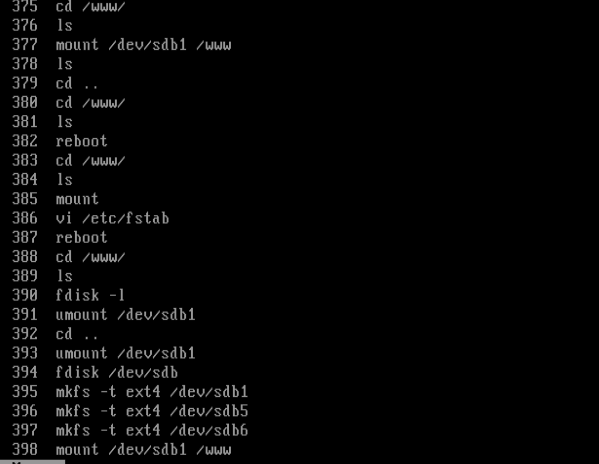 375 cd /www/
376 ls
377 mount /dev/sdb1 /www
378 ls
379 cd ..
380 cd /www/
381 ls
382 reboot
383 cd /www/
384 ls
385 mount
386 vi /etc/fstab
387 reboot
388 cd /www/
389 ls
390 fdisk -l
391 umount /dev/sdb1
392 cd ..
393 umount /dev/sdb1
394 fdisk /dev/sdb
395 mkfs -t ext4 /dev/sdb1
396 mkfs -t ext4 /dev/sdb5
397 mkfs -t ext4 /dev/sdb6
398 mount /dev/sdb1 /www